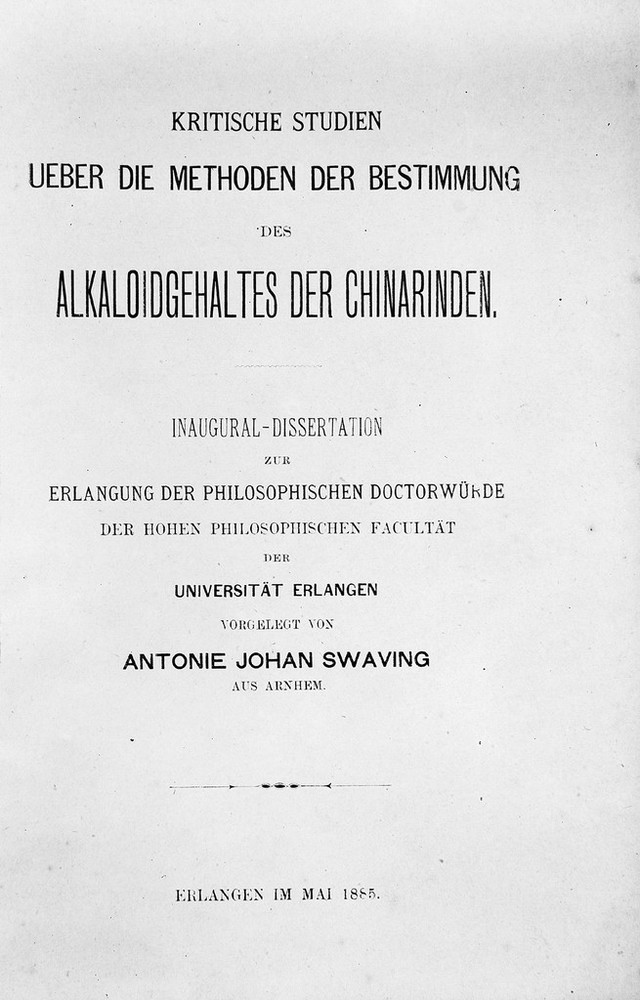 KRITISCHE STUDIEN
UEBER DIE METHODEN DER BESTIMMUNG
DES
ALKALOIDGEHALTES DER CHINARINDEN.
INAUGURAL-DISSERTATION
ZUR
ERLANGUNG DER PHILOSOPHISCHEN DOCTORWÜRDE
DER HOHEN PHILOSOPHISCHEN FACULTÄT
DER
UNIVERSITÄT ERLANGEN
VORGELEGT VON
ANTONIE JOHAN SWAVING
AUS ARNHEM.
ERLANGEN IM MAI 1885.